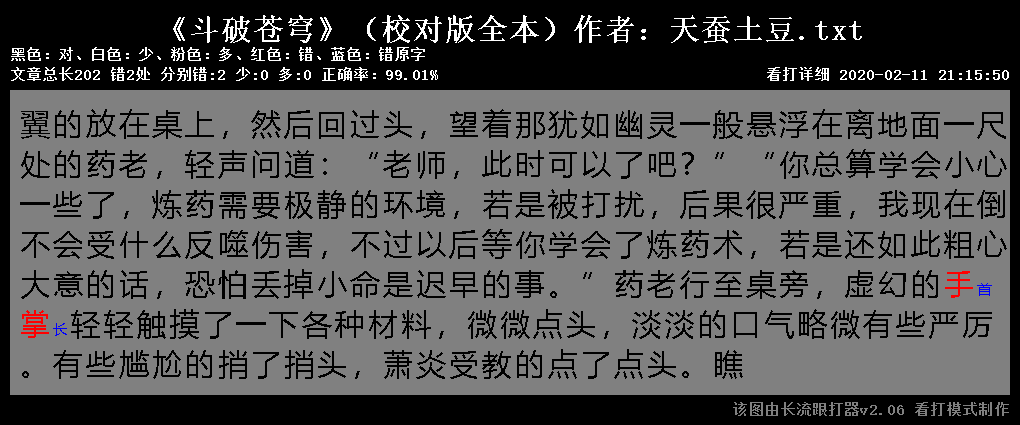 《斗破苍穹》（校对版全本）作者：天蚕土豆.txt
黑色：对、白色：少、粉色：多、红色：错、蓝色：错原字
文章总长202 错2处 分别错:2 少:0 多:0 正确率：99.01%
看打详细 2020-02-11 21:15:50
翼的放在桌上，然后回过头，望着那犹如幽灵一般悬浮在离地面一尺
处的药老，轻声问道：“老师，此时可以了吧？”“你总算学会小心
一些了，炼药需要极静的环境，若是被打扰，后果很严重，我现在倒
不会受什么反噬伤害，不过以后等你学会了炼药术，若是还如此粗心
大意的话，恐怕丢掉小命是迟早的事。”药老行至桌旁，虚幻的手首
掌长轻轻触摸了一下各种材料，微微点头，淡淡的口气略微有些严厉
。有些尴尬的捎了捎头，萧炎受教的点了点头。瞧
该图由长流跟打器v2.06 看打模式制作